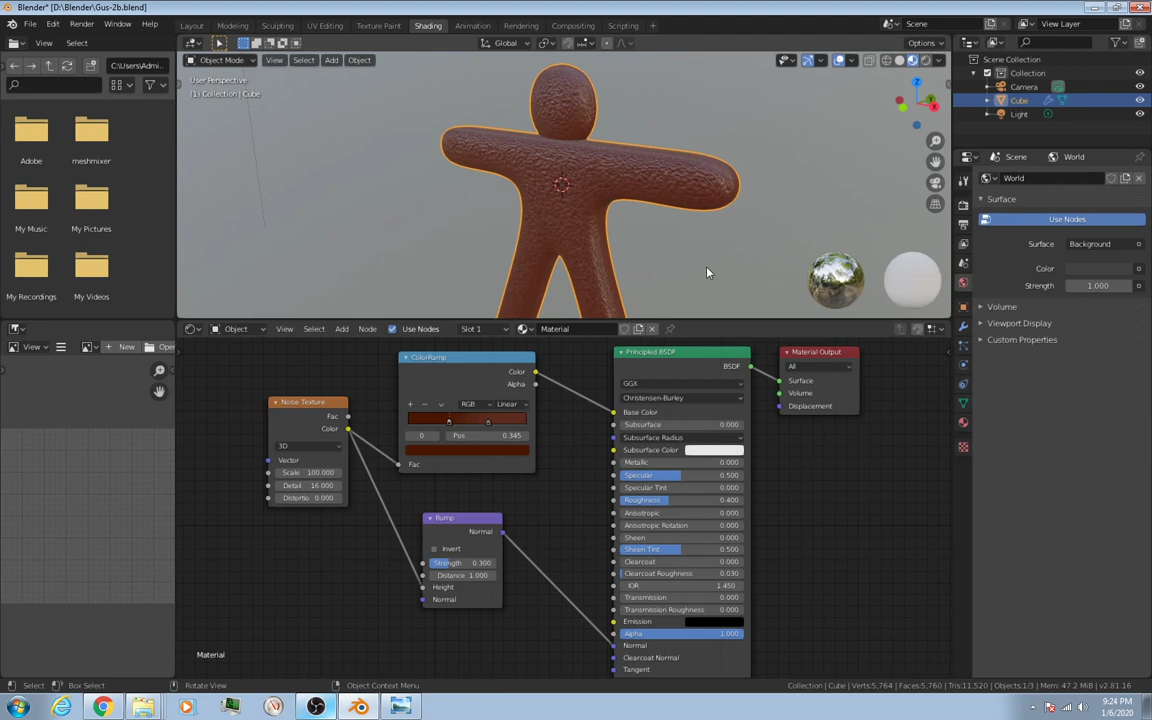 Blender* [D:\Blender\Gus-2b.blend]
File Edit Render Window Help
Layout Modeling Sculpting UV Editing Texture Paint Shading Animation Rendering Compositing Scripting +
Scene
View Layer
View Select
Global
Options
C:\Users\Admi...
Object Mode View Select Add Object
User Perspective
(1) Collection | Cube
Adobe
meshmixer
My Music
My Pictures
My Recordings
My Videos
Scene Collection
Collection
Camera
Cube
Light
Scene
World
World
Surface
Use Nodes
Surface Background
Color
Strength 1.000
Volume
Viewport Display
Custom Properties
View
+ New
Ope
Object View Select Add Node Use Nodes Slot 1 Material
Noise Texture
Fac
Color
3D
Vector
Scale 100.000
Detail 16.000
Distortio 0.000
ColorRamp
Color
Alpha
+ − RGB Linear
0 Pos 0.345
Fac
Bump
Normal
Invert
Strength 0.300
Distance 1.000
Height
Normal
Principled BSDF
BSDF
GGX
Christensen-Burley
Base Color
Subsurface 0.000
Subsurface Radius
Subsurface Color
Metallic 0.000
Specular 0.500
Specular Tint 0.000
Roughness 0.400
Anisotropic 0.000
Anisotropic Rotation 0.000
Sheen 0.000
Sheen Tint 0.500
Clearcoat 0.000
Clearcoat Roughness 0.030
IOR 1.450
Transmission 0.000
Transmission Roughness 0.000
Emission
Alpha 1.000
Normal
Clearcoat Normal
Tangent
Material Output
All
Surface
Volume
Displacement
Material
Select Box Select Rotate View Object Context Menu
Collection | Cube | Verts:5,764 | Faces:5,760 | Tris:11,520 | Objects:1/3 | Mem: 47.2 MiB | v2.81.16
9:24 PM
1/6/2020